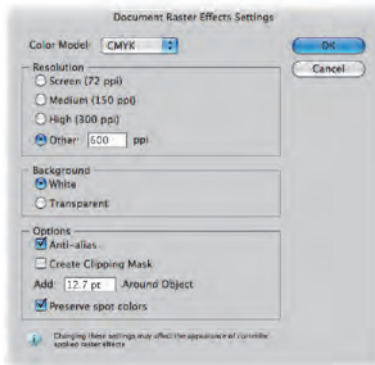 Document Raster Effects Settings
Color Model: CMYK
OK
Cancel
Resolution
Screen (72 ppi)
Medium (150 ppi)
High (300 ppi)
Other: 600 ppi
Background
White
Transparent
Options
Anti-alias
Create Clipping Mask
Add: 12.7 pt Around Object
Preserve spot colors
Changing these settings may affect the appearance of currently
applied raster effects